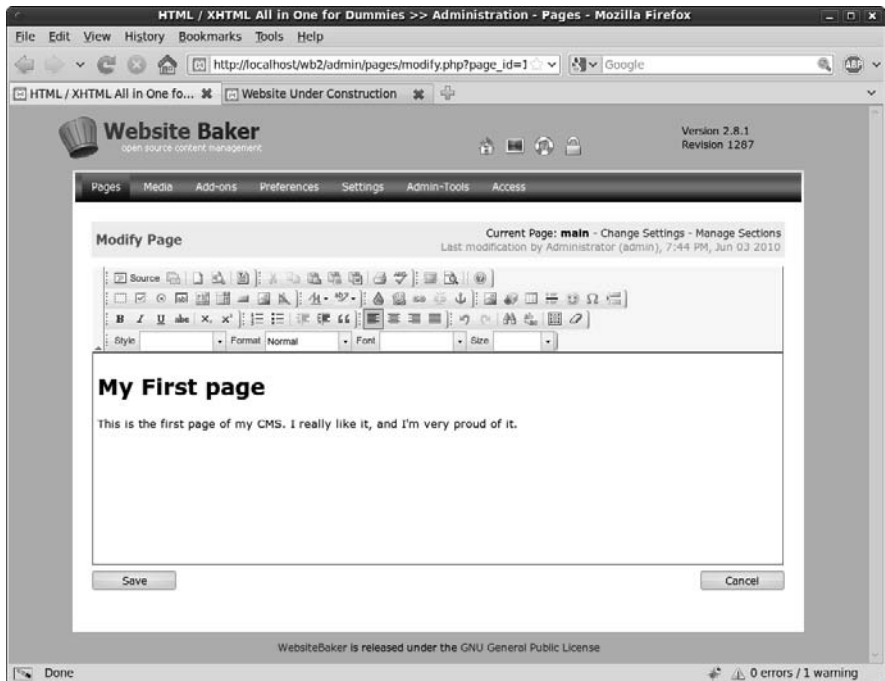 HTML / XHTML All in One for Dummies >> Administration - Pages - Mozilla Firefox
File Edit View History Bookmarks Tools Help
http://localhost/wb2/admin/pages/modify.php?page_id=1
Google
ABP
HTML / XHTML All in One fo...
Website Under Construction
Website Baker
open source content management
Version 2.8.1
Revision 1287
Pages Media Add-ons Preferences Settings Admin-Tools Access
Modify Page
Current Page: main - Change Settings - Manage Sections
Last modification by Administrator (admin), 7:44 PM, Jun 03 2010
Source
B I U abc x, x²
Style Format Normal Font Size
My First page
This is the first page of my CMS. I really like it, and I'm very proud of it.
Save Cancel
WebsiteBaker is released under the GNU General Public License
Done
0 errors / 1 warning